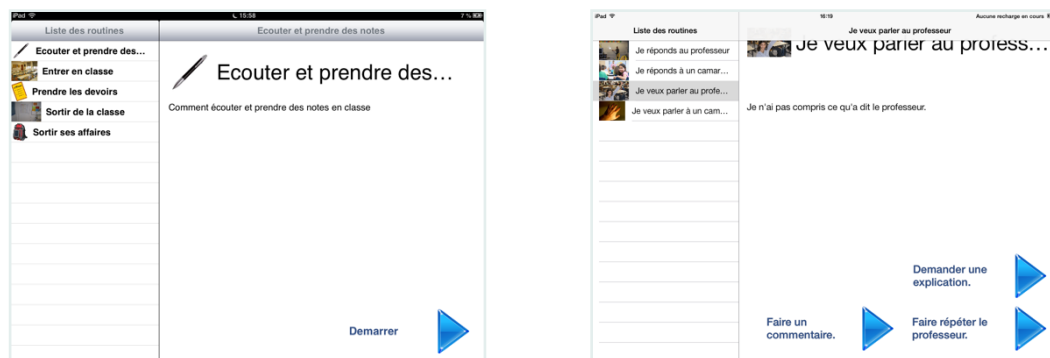 iPad 15:58 7 %
Liste des routines Ecouter et prendre des notes
Ecouter et prendre des…
Entrer en classe
Prendre les devoirs
Sortir de la classe
Sortir ses affaires
Ecouter et prendre des…
Comment écouter et prendre des notes en classe
Demarrer
iPad 16:19 Aucune recharge en cours
Liste des routines Je veux parler au professeur
Je réponds au professeur
Je réponds à un camar…
Je veux parler au profe…
Je veux parler à un cam…
Je veux parler au profess…
Je n'ai pas compris ce qu'a dit le professeur.
Demander une
explication.
Faire un
commentaire.
Faire répéter le
professeur.